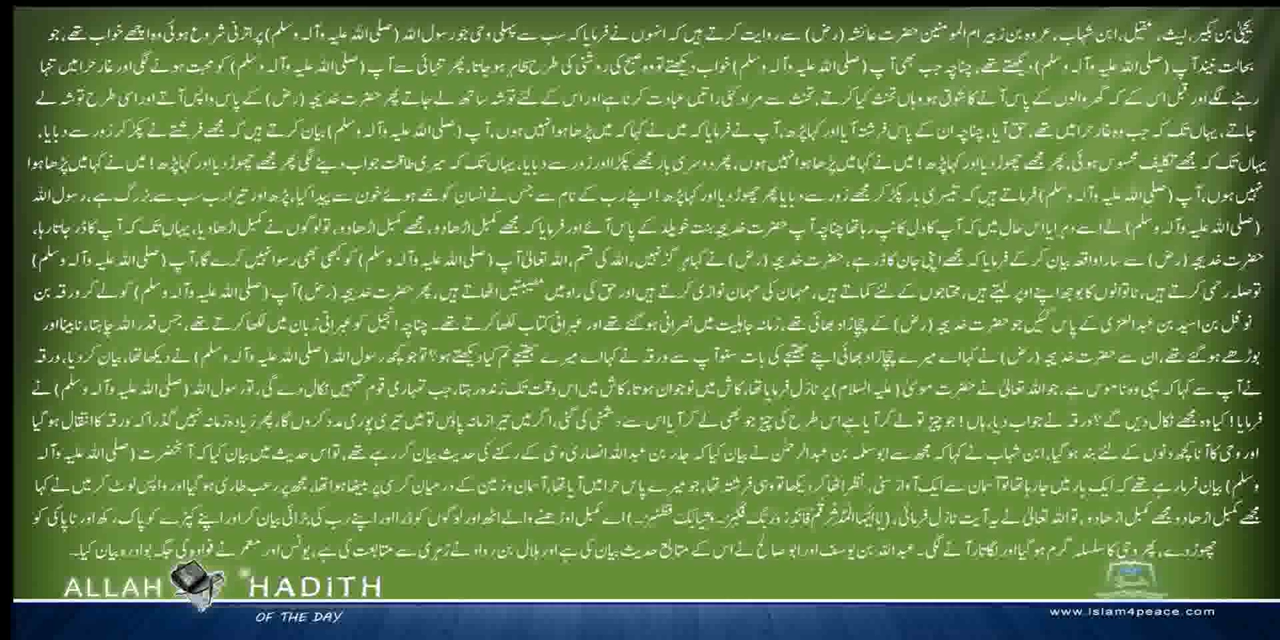 یحییٰ بن بکیر، لیث، عقیل، ابن شہاب، عروہ بن زبیر ام المومنین حضرت عائشہ (رض) سے روایت کرتے ہیں کہ انہوں نے فرمایا کہ سب سے پہلی وحی جو رسول اللہ (صلی اللہ علیہ وآلہ وسلم) پر اترنی شروع ہوئی وہ اچھے خواب تھے، جو
بحالت نیند آپ (صلی اللہ علیہ وآلہ وسلم) دیکھتے تھے، چنانچہ جب بھی آپ (صلی اللہ علیہ وآلہ وسلم) خواب دیکھتے تو وہ صبح کی روشنی کی طرح ظاہر ہوجاتا، پھر تنہائی سے آپ (صلی اللہ علیہ وآلہ وسلم) کو محبت ہونے لگی اور غار حرا میں تنہا
رہنے لگے اور قبل اس کے کہ گھر والوں کے پاس آنے کا شوق ہو وہاں تحنث کیا کرتے، تحنث سے مراد کئی راتیں عبادت کرنا ہے اور اس کے لئے توشہ ساتھ لے جاتے پھر حضرت خدیجہ (رض) کے پاس واپس آتے اور اسی طرح توشہ لے
جاتے، یہاں تک کہ جب وہ غار حرا میں تھے، حق آیا، چنانچہ ان کے پاس فرشتہ آیا اور کہا پڑھ، آپ نے فرمایا کہ میں نے کہا کہ میں پڑھا ہوا نہیں ہوں، آپ (صلی اللہ علیہ وآلہ وسلم) بیان کرتے ہیں کہ مجھے فرشتے نے پکڑ کر زور سے دبایا،
یہاں تک کہ مجھے تکلیف محسوس ہوئی، پھر مجھے چھوڑ دیا اور کہا پڑھ! میں نے کہا میں پڑھا ہوا نہیں ہوں، پھر دوسری بار مجھے پکڑا اور زور سے دبایا، یہاں تک کہ میری طاقت جواب دینے لگی پھر مجھے چھوڑ دیا اور کہا پڑھ! میں نے کہا میں پڑھا ہوا
نہیں ہوں، آپ (صلی اللہ علیہ وآلہ وسلم) فرماتے ہیں کہ تیسری بار پکڑ کر مجھے زور سے دبایا پھر چھوڑ دیا اور کہا پڑھ! اپنے رب کے نام سے جس نے انسان کو جمے ہوئے خون سے پیدا کیا، پڑھ اور تیرا رب سب سے بزرگ ہے، رسول اللہ
(صلی اللہ علیہ وآلہ وسلم) نے اسے دہرایا اس حال میں کہ آپ کا دل کانپ رہا تھا چنانچہ آپ حضرت خدیجہ بنت خویلد کے پاس آئے اور فرمایا کہ مجھے کمبل اڑھا دو، مجھے کمبل اڑھا دو، تو لوگوں نے کمبل اڑھا دیا، یہاں تک کہ آپ کا ڈر جاتا رہا،
حضرت خدیجہ (رض) سے سارا واقعہ بیان کر کے فرمایا کہ مجھے اپنی جان کا ڈر ہے، حضرت خدیجہ (رض) نے کہا ہرگز نہیں، اللہ کی قسم، اللہ تعالیٰ آپ (صلی اللہ علیہ وآلہ وسلم) کو کبھی بھی رسوا نہیں کرے گا، آپ (صلی اللہ علیہ وآلہ وسلم)
تو صلہ رحمی کرتے ہیں، ناتوانوں کا بوجھ اپنے اوپر لیتے ہیں، محتاجوں کے لئے کماتے ہیں، مہمان کی مہمان نوازی کرتے ہیں اور حق کی راہ میں مصیبتیں اٹھاتے ہیں، پھر حضرت خدیجہ (رض) آپ (صلی اللہ علیہ وآلہ وسلم) کو لے کر ورقہ بن
نوفل بن اسید بن عبدالعزی کے پاس گئیں جو حضرت خدیجہ (رض) کے چچا زاد بھائی تھے، زمانہ جاہلیت میں نصرانی ہوگئے تھے اور عبرانی کتاب لکھا کرتے تھے۔ چنانچہ انجیل کو عبرانی زبان میں لکھا کرتے تھے، جس قدر اللہ چاہتا، نابینا اور
بوڑھے ہوگئے تھے، ان سے حضرت خدیجہ (رض) نے کہا اے میرے چچا زاد بھائی اپنے بھتیجے کی بات سنو آپ سے ورقہ نے کہا اے میرے بھتیجے تم کیا دیکھتے ہو؟ تو جو کچھ رسول اللہ (صلی اللہ علیہ وآلہ وسلم) نے دیکھا تھا، بیان کر دیا، ورقہ
نے آپ سے کہا کہ یہی وہ ناموس ہے، جو اللہ تعالیٰ نے حضرت موسیٰ (علیہ السلام) پر نازل فرمایا تھا، کاش میں نوجوان ہوتا، کاش میں اس وقت تک زندہ رہتا، جب تمہاری قوم تمہیں نکال دے گی، تو رسول اللہ (صلی اللہ علیہ وآلہ وسلم) نے
فرمایا! کیا وہ مجھے نکال دیں گے؟ ورقہ نے جواب دیا، ہاں! جو چیز تو لے کر آیا ہے اس طرح کی چیز جو بھی لے کر آیا اس سے دشمنی کی گئی، اگر میں تیرا زمانہ پاؤں تو میں تیری پوری مدد کروں گا، پھر زیادہ زمانہ نہیں گذرا کہ ورقہ کا انتقال ہوگیا
اور وحی کا آنا کچھ دنوں کے لئے بند ہوگیا، ابن شہاب نے کہا کہ مجھ سے ابوسلمہ بن عبدالرحمن نے بیان کیا کہ جابر بن عبداللہ انصاری وحی کے رکنے کی حدیث بیان کر رہے تھے، تو اس حدیث میں بیان کیا کہ آنحضرت (صلی اللہ علیہ وآلہ
وسلم) بیان فرما رہے تھے کہ ایک بار میں جا رہا تھا تو آسمان سے ایک آواز سنی، نظر اٹھا کر دیکھا تو وہی فرشتہ تھا، جو میرے پاس حرا میں آیا تھا، آسمان و زمین کے درمیان کرسی پر بیٹھا ہوا تھا، مجھ پر رعب طاری ہوگیا اور واپس لوٹ کر میں نے کہا
مجھے کمبل اڑھا دو مجھے کمبل اڑھا دو، تو اللہ تعالیٰ نے یہ آیت نازل فرمائی، (يٰٓاَيُّهَا الْمُدَّثِّرُ قُمْ فَاَنْذِرْ وَرَبَّكَ فَكَبِّرْ۔ وَثِيَابَكَ فَطَهِّرْ۔) اے کمبل اوڑھنے والے اٹھ اور لوگوں کو ڈرا اور اپنے رب کی بڑائی بیان کر اور اپنے کپڑے کو پاک رکھ اور ناپاکی کو
چھوڑ دے، پھر وحی کا سلسلہ گرم ہوگیا اور لگاتار آنے لگی۔ عبداللہ بن یوسف اور ابو صالح نے اس کے متابع حدیث بیان کی ہے اور ہلال بن رواد نے زہری سے متابعت کی ہے، یونس اور معمر نے فوادہ کی جگہ بوادرہ بیان کیا۔
ALLAH HADITH
OF THE DAY
www.islam4peace.com